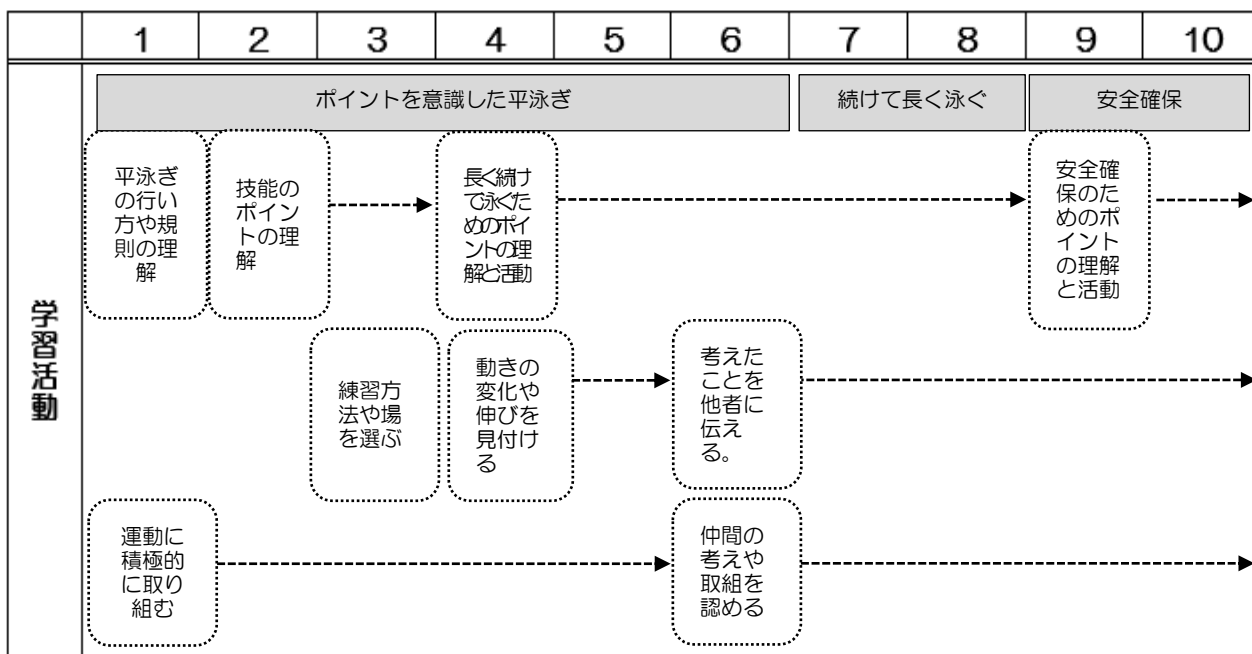 1 2 3 4 5 6 7 8 9 10
ポイントを意識した平泳ぎ 続けて長く泳ぐ 安全確保
学習活動
平泳ぎ
の行い
方や規
則の理
解
技能の
ポイン
トの理
解
長く続け
て泳ぐた
めのポイ
ントの理
解と活動
安全確
保のた
めのポ
イント
の理解
と活動
練習方
法や場
を選ぶ
動きの
変化や
伸びを
見付け
る
考えた
ことを
他者に
伝え
る。
運動に
積極的
に取り
組む
仲間の
考えや
取組を
認める